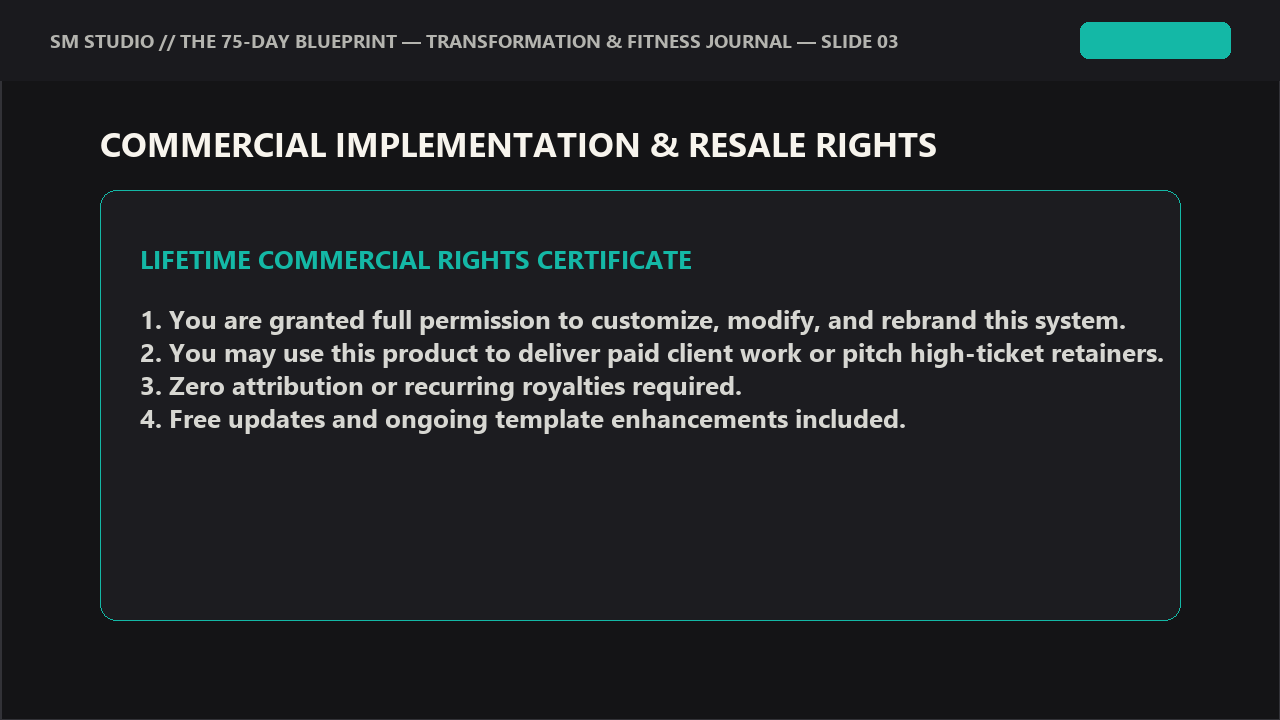 SM STUDIO // THE 75-DAY BLUEPRINT — TRANSFORMATION & FITNESS JOURNAL — SLIDE 03
COMMERCIAL IMPLEMENTATION & RESALE RIGHTS
LIFETIME COMMERCIAL RIGHTS CERTIFICATE
1. You are granted full permission to customize, modify, and rebrand this system.
2. You may use this product to deliver paid client work or pitch high-ticket retainers.
3. Zero attribution or recurring royalties required.
4. Free updates and ongoing template enhancements included.